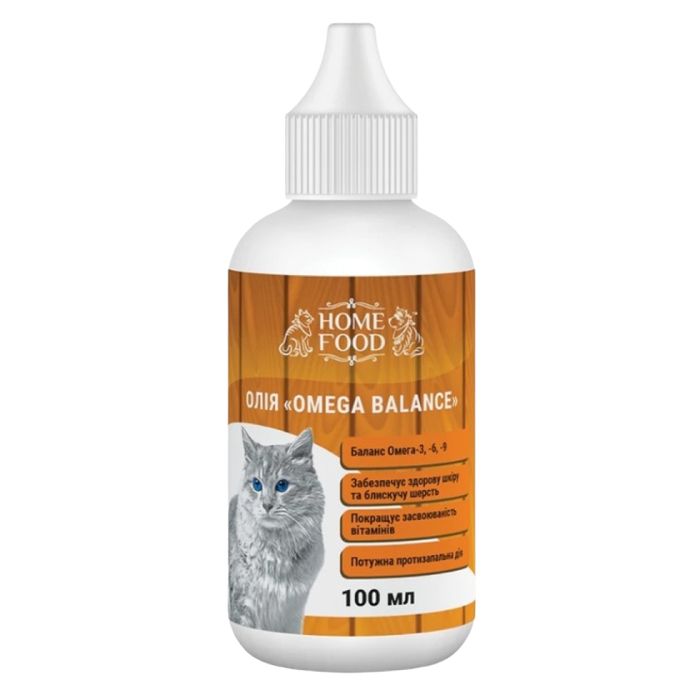 HOME
FOOD
ОЛІЯ «OMEGA BALANCE»
Баланс Омега-3, -6, -9
Забезпечує здорову шкіру
та блискучу шерсть
Покращує засвоюваність
вітамінів
Потужна протизапальна дія
100 мл